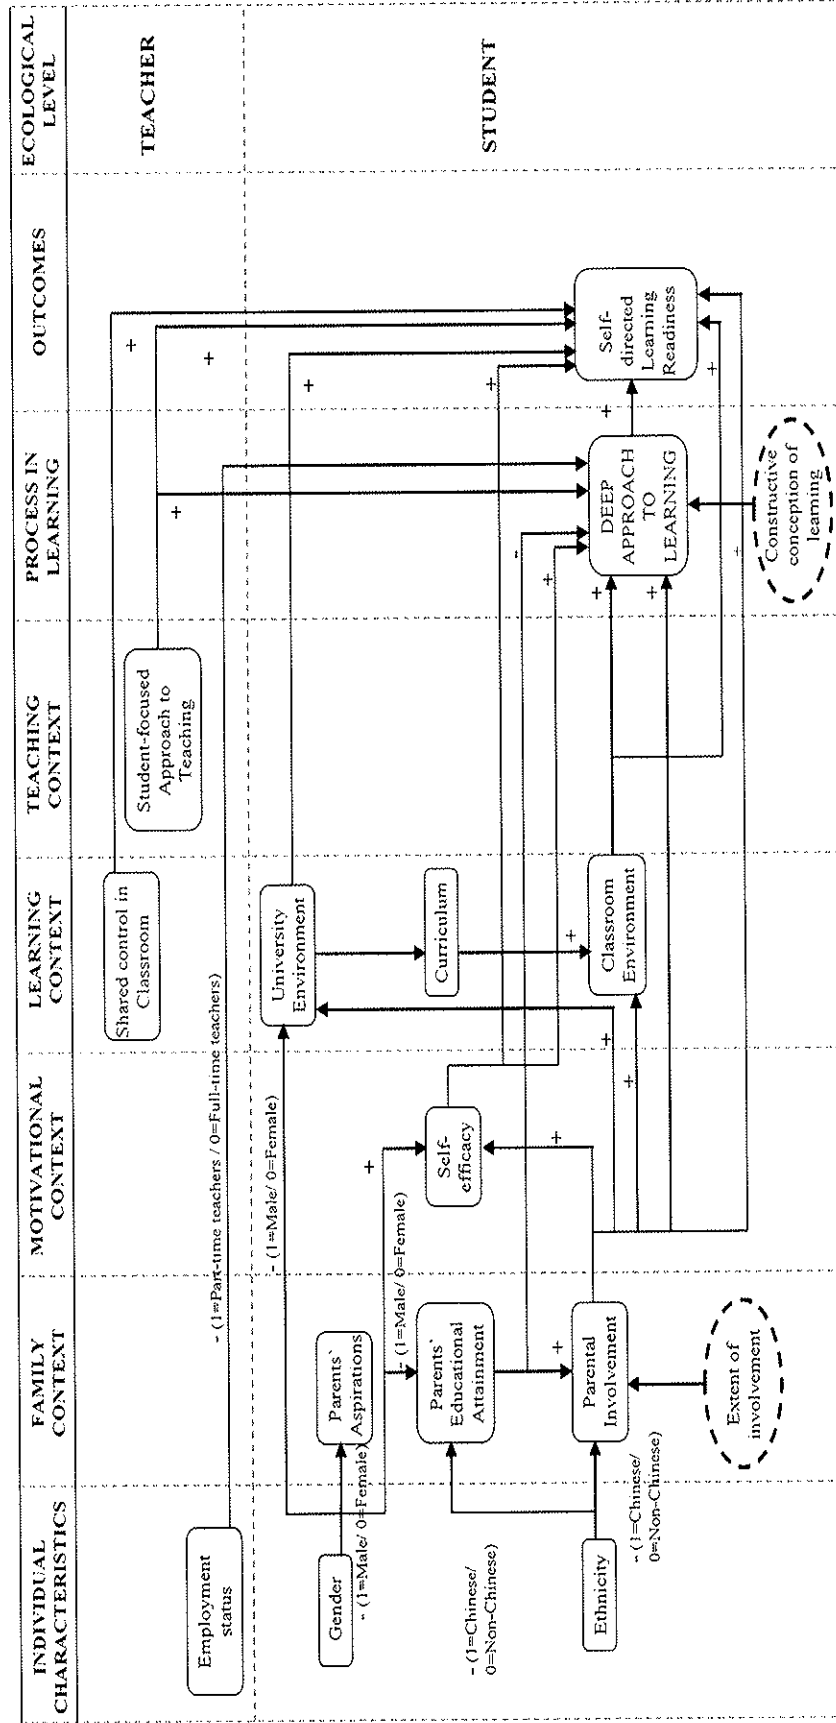 INDIVIDUAL
CHARACTERISTICS
FAMILY
CONTEXT
MOTIVATIONAL
CONTEXT
LEARNING
CONTEXT
TEACHING
CONTEXT
PROCESS IN
LEARNING
OUTCOMES
ECOLOGICAL
LEVEL
TEACHER
Shared control in
Classroom
+
Student-focused
Approach to
Teaching
+
+
Employment
status
- (1=Part-time teachers / 0=Full-time teachers)
STUDENT
- (1=Male/ 0=Female)
University
Environment
+
Gender
- (1=Male/ 0=Female)
Parents`
Aspirations
+
- (1=Male/ 0=Female)
Parents`
Educational
Attainment
Self-
efficacy
Curriculum
+
-
+
- (1=Chinese/
0=Non-Chinese)
+
+
+
Ethnicity
Parental
Involvement
Classroom
Environment
+
DEEP
APPROACH
TO
LEARNING
+
Self-
directed
Learning
Readiness
- (1=Chinese/
0=Non-Chinese)
+
+
+
+
+
Extent of
involvement
Constructive
conception of
learning